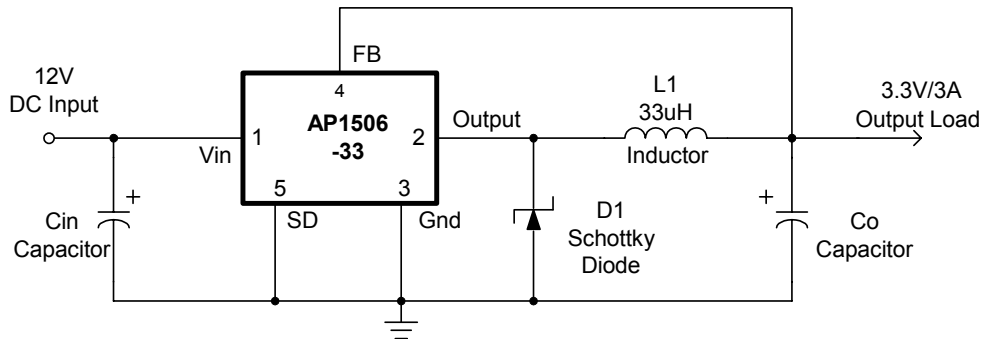 FB
12V
DC Input
4
AP1506
-33
1
2
Vin
Output
L1
33uH
Inductor
3.3V/3A
Output Load
5
3
SD
Gnd
+
Cin
Capacitor
D1
Schottky
Diode
+
Co
Capacitor